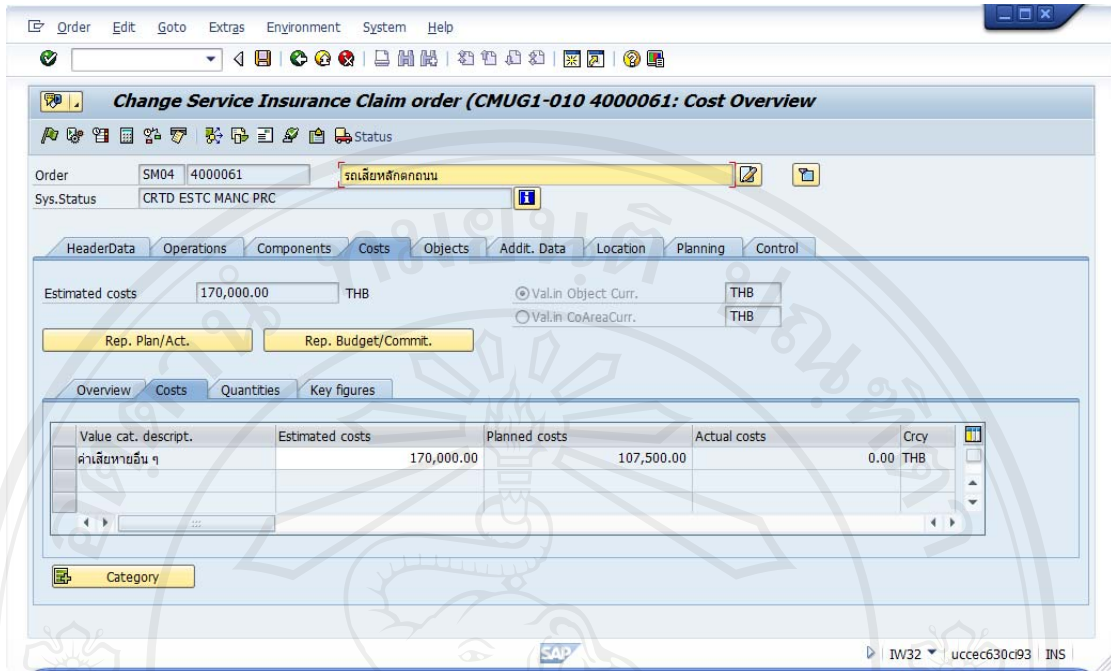 Order Edit Goto Extras Environment System Help
Change Service Insurance Claim order (CMUG1-010 4000061: Cost Overview
Status
Order SM04 4000061 รถเสียหลักตกถนน
Sys.Status CRTD ESTC MANC PRC
HeaderData Operations Components Costs Objects Addit. Data Location Planning Control
Estimated costs 170,000.00 THB Val.in Object Curr. THB
Val.in CoAreaCurr. THB
Rep. Plan/Act. Rep. Budget/Commit.
Overview Costs Quantities Key figures
Value cat. descript. Estimated costs Planned costs Actual costs Crcy
ค่าเสียหายอื่น ๆ 170,000.00 107,500.00 0.00 THB
Category
SAP IW32 uccec630ci93 INS